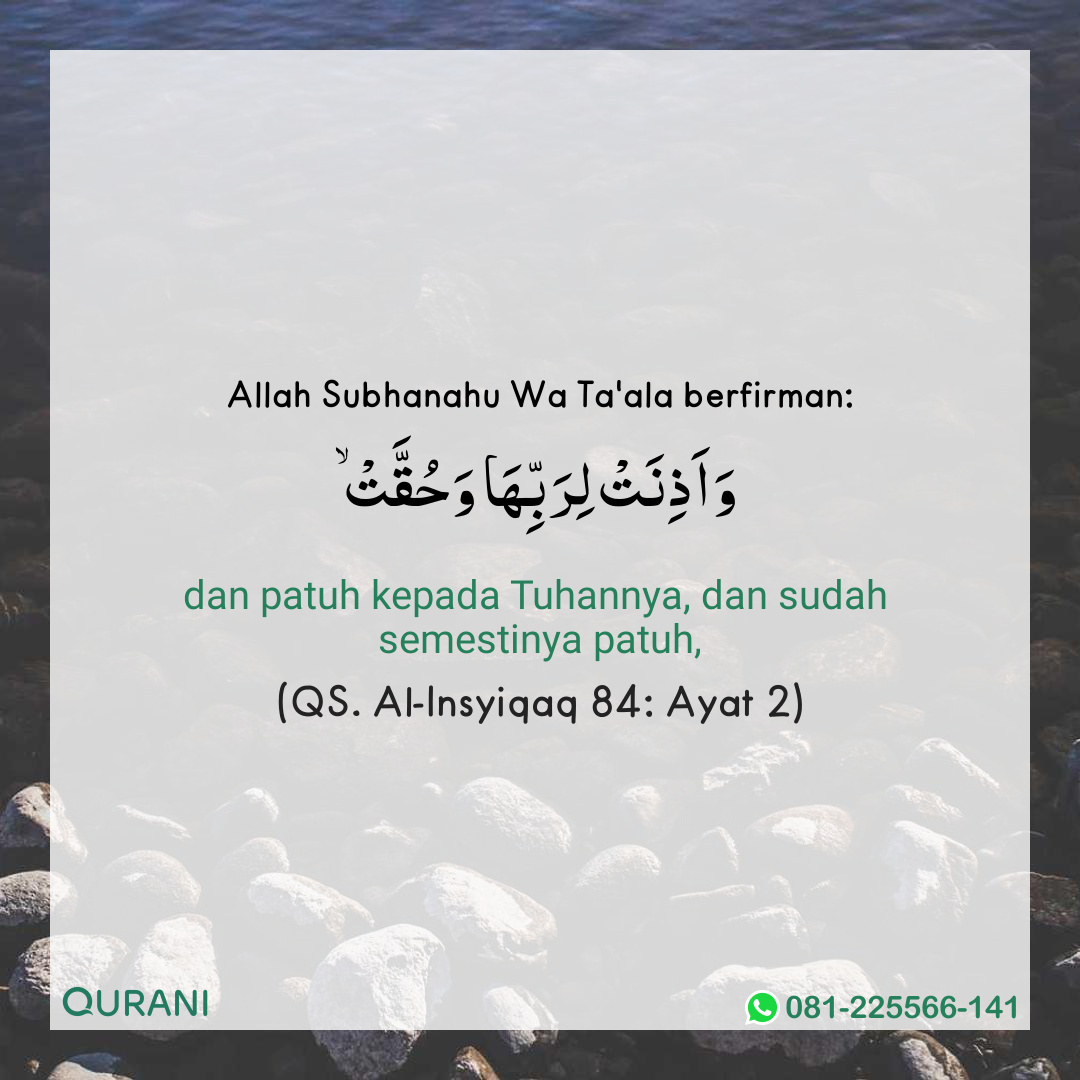 Allah Subhanahu Wa Ta'ala berfirman:
وَاَذِنَتْ لِرَبِّهَا وَحُقَّتْۙ
dan patuh kepada Tuhannya, dan sudah
semestinya patuh,
(QS. Al-Insyiqaq 84: Ayat 2)
QURANI
081-225566-141